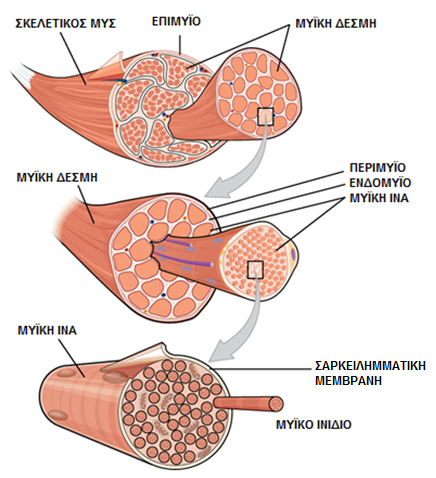 ΣΚΕΛΕΤΙΚΟΣ ΜΥΣ
ΕΠΙΜΥΪΟ
ΜΥΪΚΗ ΔΕΣΜΗ
ΜΥΪΚΗ ΔΕΣΜΗ
ΠΕΡΙΜΥΪΟ
ΕΝΔΟΜΥΪΟ
ΜΥΪΚΗ ΙΝΑ
ΜΥΪΚΗ ΙΝΑ
ΣΑΡΚΕΙΛΗΜΜΑΤΙΚΗ
ΜΕΜΒΡΑΝΗ
ΜΥΪΚΟ ΙΝΙΔΙΟ